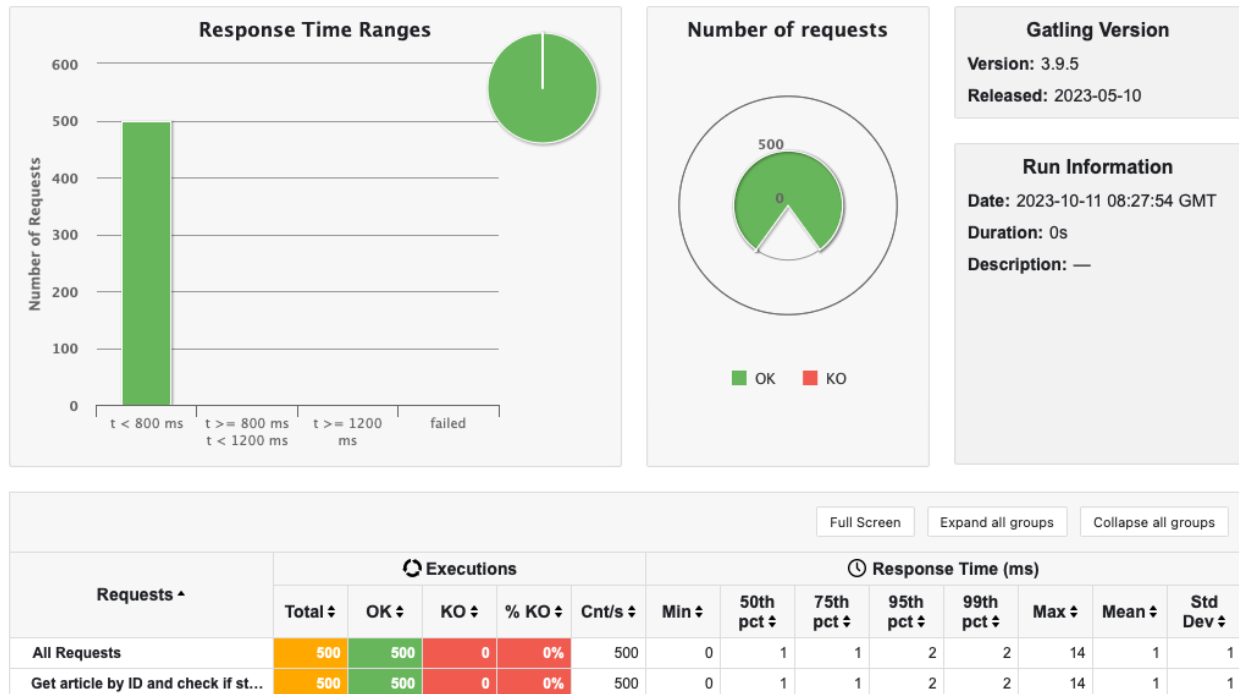 Response Time Ranges
Number of Requests
600
500
400
300
200
100
0
t < 800 ms
t >= 800 ms
t < 1200 ms
t >= 1200
ms
failed
Number of requests
500
0
OK
KO
Gatling Version
Version: 3.9.5
Released: 2023-05-10
Run Information
Date: 2023-10-11 08:27:54 GMT
Duration: 0s
Description: —
Full Screen Expand all groups Collapse all groups
Requests Executions Response Time (ms)
Total OK KO % KO Cnt/s Min 50th pct 75th pct 95th pct 99th pct Max Mean Std Dev
All Requests 500 500 0 0% 500 0 1 1 2 2 14 1 1
Get article by ID and check if st... 500 500 0 0% 500 0 1 1 2 2 14 1 1